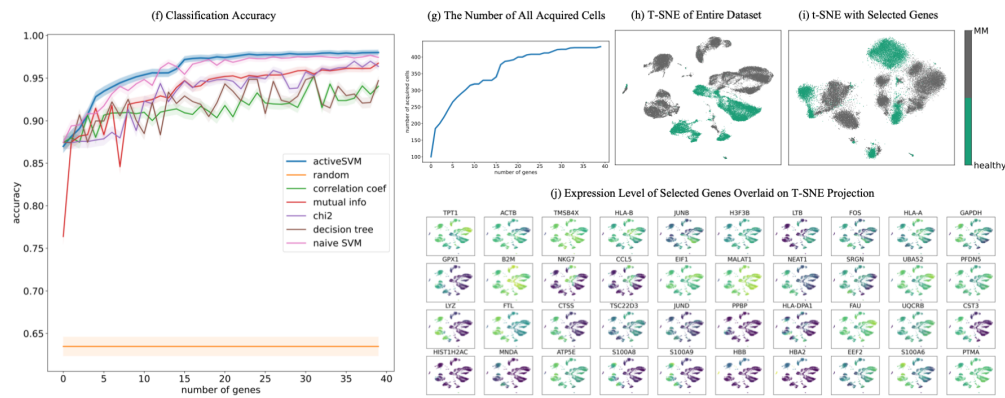 (f) Classification Accuracy
1.00
0.95
0.90
0.85
0.80
0.75
0.70
0.65
accuracy
0 5 10 15 20 25 30 35 40
number of genes
activeSVM
random
correlation coef
mutual info
chi2
decision tree
naive SVM
(g) The Number of All Acquired Cells
400
350
300
250
200
150
100
number of acquired cells
0 5 10 15 20 25 30 35 40
number of genes
(h) T-SNE of Entire Dataset
(i) t-SNE with Selected Genes
MM
healthy
(j) Expression Level of Selected Genes Overlaid on T-SNE Projection
TPT1 ACTB TMSB4X HLA-B JUNB H3F3B LTB FOS HLA-A GAPDH
GPX1 B2M NKG7 CCL5 EIF1 MALAT1 NEAT1 SRGN UBA52 PFDN5
LYZ FTL CTSS TSC22D3 JUND PPBP HLA-DPA1 FAU UQCRB CST3
HIST1H2AC MNDA ATP5E S100A8 S100A9 HBB HBA2 EEF2 S100A6 PTMA